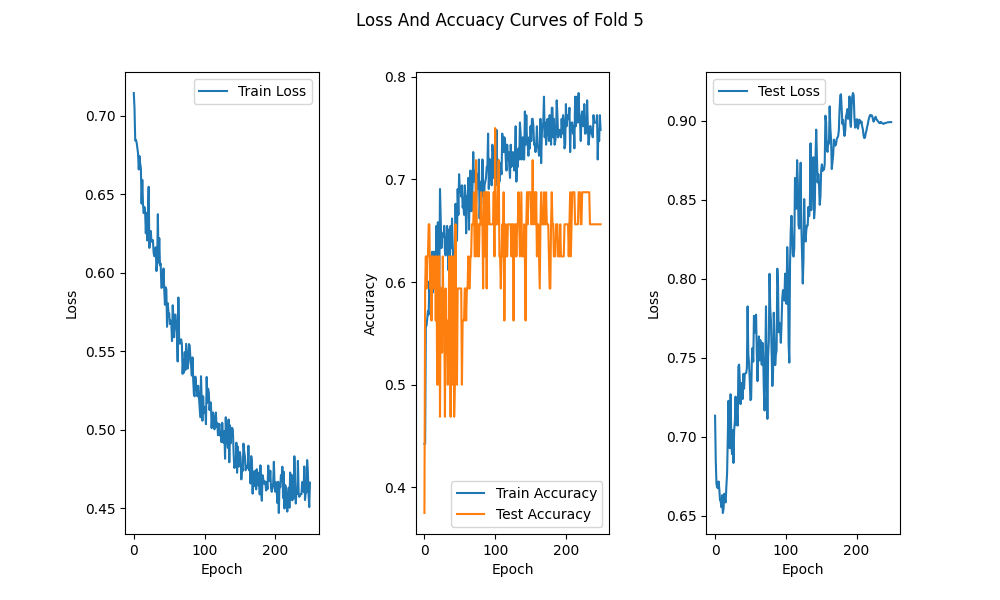 Loss And Accuacy Curves of Fold 5
Train Loss
0.70
0.65
0.60
0.55
0.50
0.45
Loss
0
100
200
Epoch
0.8
0.7
0.6
0.5
0.4
Accuracy
Train Accuracy
Test Accuracy
0
100
200
Epoch
Test Loss
0.90
0.85
0.80
0.75
0.70
0.65
Loss
0
100
200
Epoch